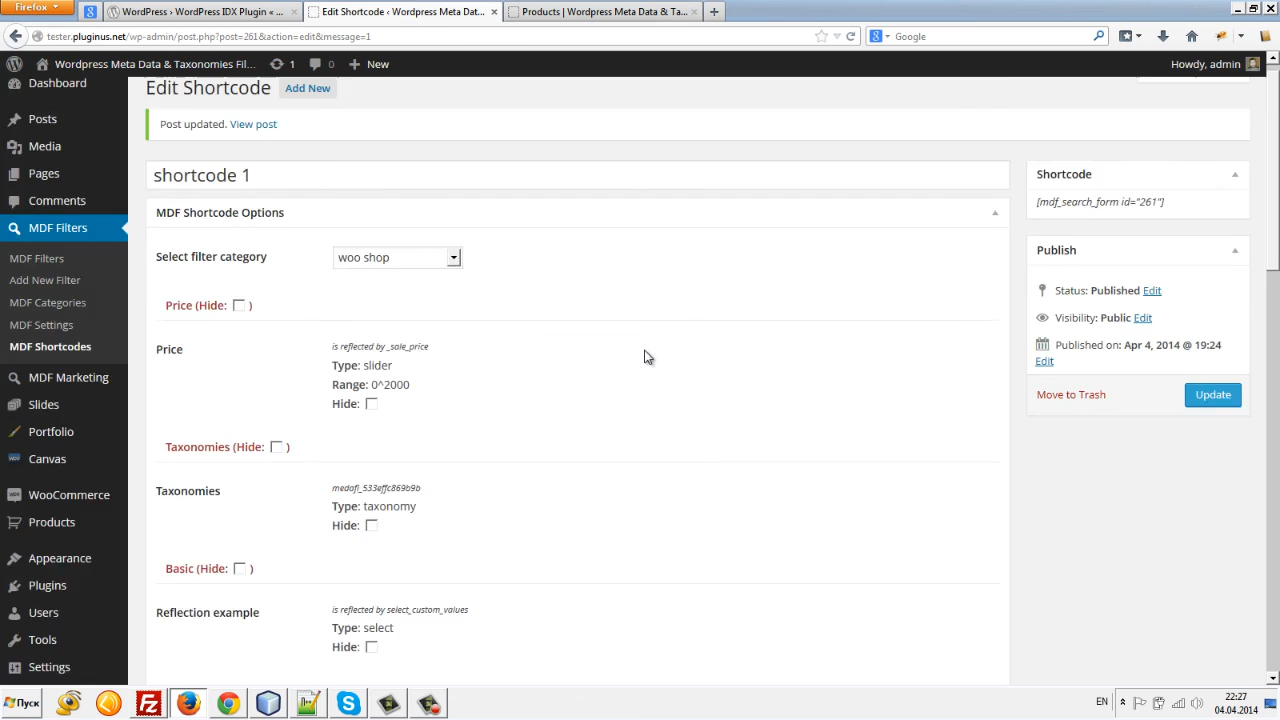 Firefox
WordPress › WordPress IDX Plugin « ...
Edit Shortcode ‹ Wordpress Meta Dat...
Products | Wordpress Meta Data & Ta...
tester.pluginus.net/wp-admin/post.php?post=261&action=edit&message=1
Google
Wordpress Meta Data & Taxonomies Fil...
1
0
New
Howdy, admin
Dashboard
Posts
Media
Pages
Comments
MDF Filters
MDF Filters
Add New Filter
MDF Categories
MDF Settings
MDF Shortcodes
MDF Marketing
Slides
Portfolio
Canvas
WooCommerce
Products
Appearance
Plugins
Users
Tools
Settings
Edit Shortcode
Add New
Post updated. View post
shortcode 1
MDF Shortcode Options
Select filter category
woo shop
Price (Hide: )
Price
is reflected by _sale_price
Type: slider
Range: 0^2000
Hide:
Taxonomies (Hide: )
Taxonomies
medafi_533effc869b9b
Type: taxonomy
Hide:
Basic (Hide: )
Reflection example
is reflected by select_custom_values
Type: select
Hide:
Shortcode
[mdf_search_form id="261"]
Publish
Status: Published Edit
Visibility: Public Edit
Published on: Apr 4, 2014 @ 19:24
Edit
Move to Trash
Update
Пуск
EN
22:27
04.04.2014